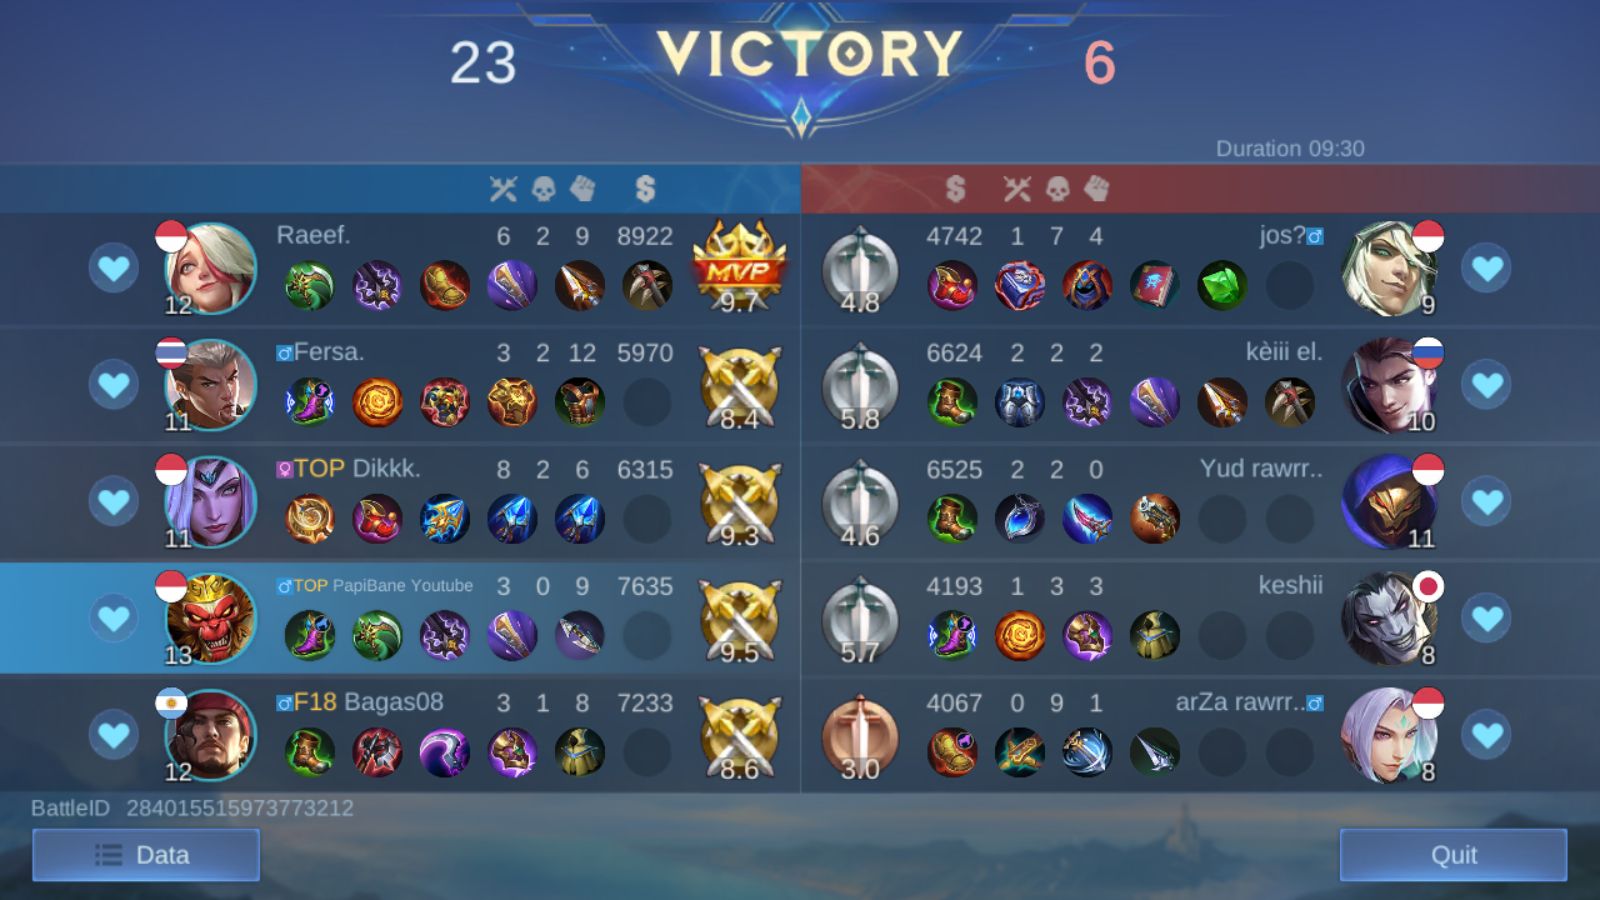 23 VICTORY 6
Duration 09:30
Raeef. 6 2 9 8922 MVP 9.7 12
4.8 4742 1 7 4 jos? 9
Fersa. 3 2 12 5970 8.4 11
5.8 6624 2 2 2 kèiii el. 10
TOP Dikkk. 8 2 6 6315 9.3 11
4.6 6525 2 2 0 Yud rawrr.. 11
TOP PapiBane Youtube 3 0 9 7635 9.5 13
5.7 4193 1 3 3 keshii 8
F18 Bagas08 3 1 8 7233 8.6 12
3.0 4067 0 9 1 arZa rawrr.. 8
BattleID 284015515973773212
Data
Quit